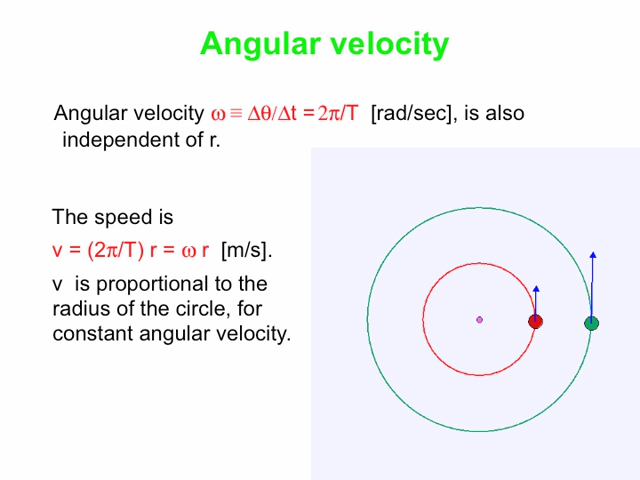 Angular velocity
Angular velocity ω ≡ Δθ/Δt = 2π/T [rad/sec], is also
independent of r.
The speed is
v = (2π/T) r = ω r [m/s].
v is proportional to the
radius of the circle, for
constant angular velocity.